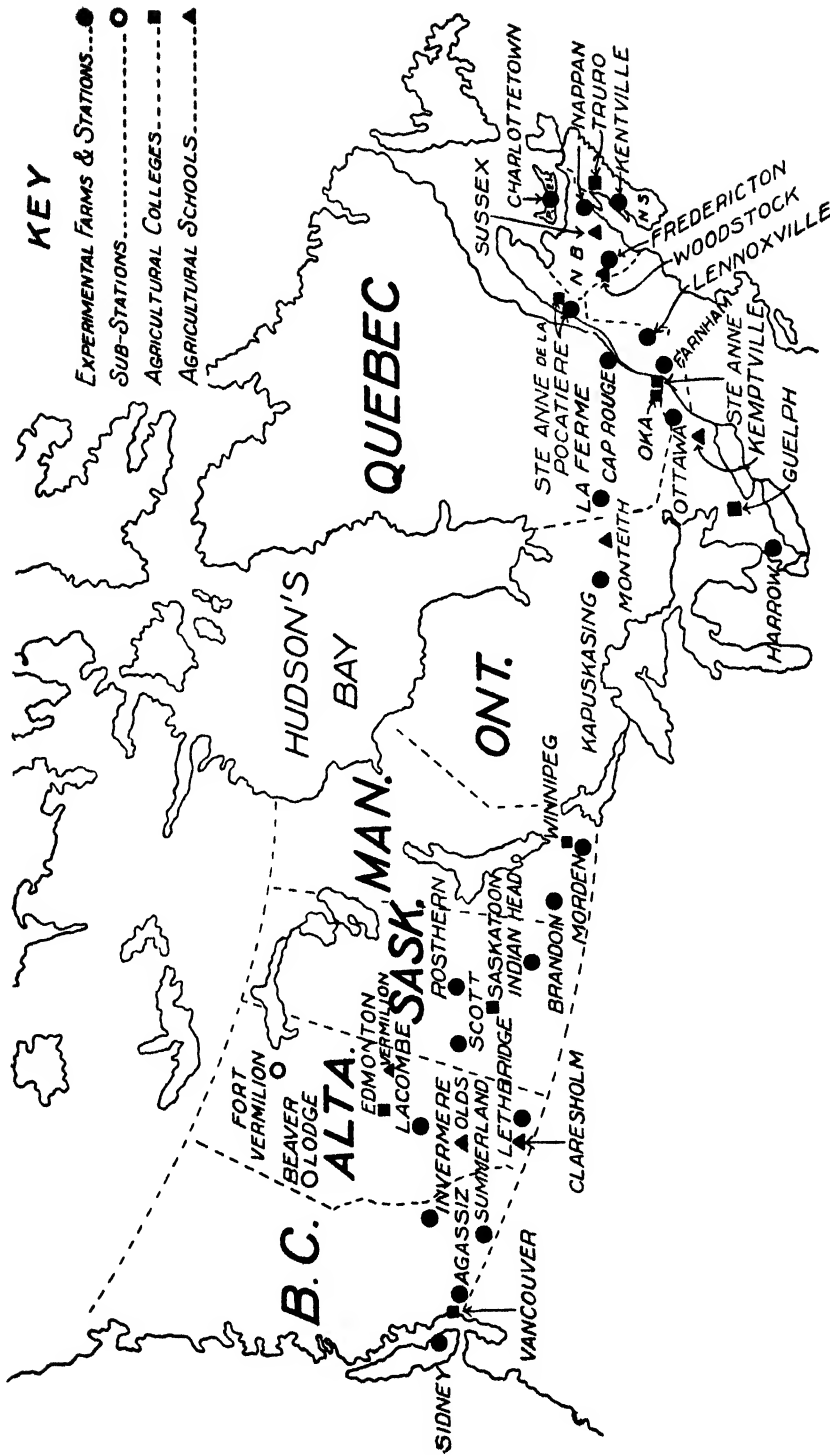 KEY
EXPERIMENTAL FARMS & STATIONS...
SUB-STATIONS
AGRICULTURAL COLLEGES
AGRICULTURAL SCHOOLS
HUDSON'S
BAY
QUEBEC
B.C.
ALTA.
SASK.
MAN.
ONT.
N B
N S
P.E.I.
FORT
VERMILION
BEAVER
LODGE
EDMONTON
VERMILION
LACOMBE
INVERMERE
OLDS
AGASSIZ
SUMMERLAND
LETHBRIDGE
CLARESHOLM
VANCOUVER
SIDNEY
ROSTHERN
SCOTT
SASKATOON
INDIAN HEAD
BRANDON
MORDEN
WINNIPEG
KAPUSKASING
MONTEITH
LA FERME
CAP ROUGE
STE ANNE DE LA
POCATIERE
OKA
OTTAWA
HARROW
GUELPH
KEMPTVILLE
STE ANNE
FARNHAM
LENNOXVILLE
WOODSTOCK
FREDERICTON
SUSSEX
CHARLOTTETOWN
NAPPAN
TRURO
KENTVILLE